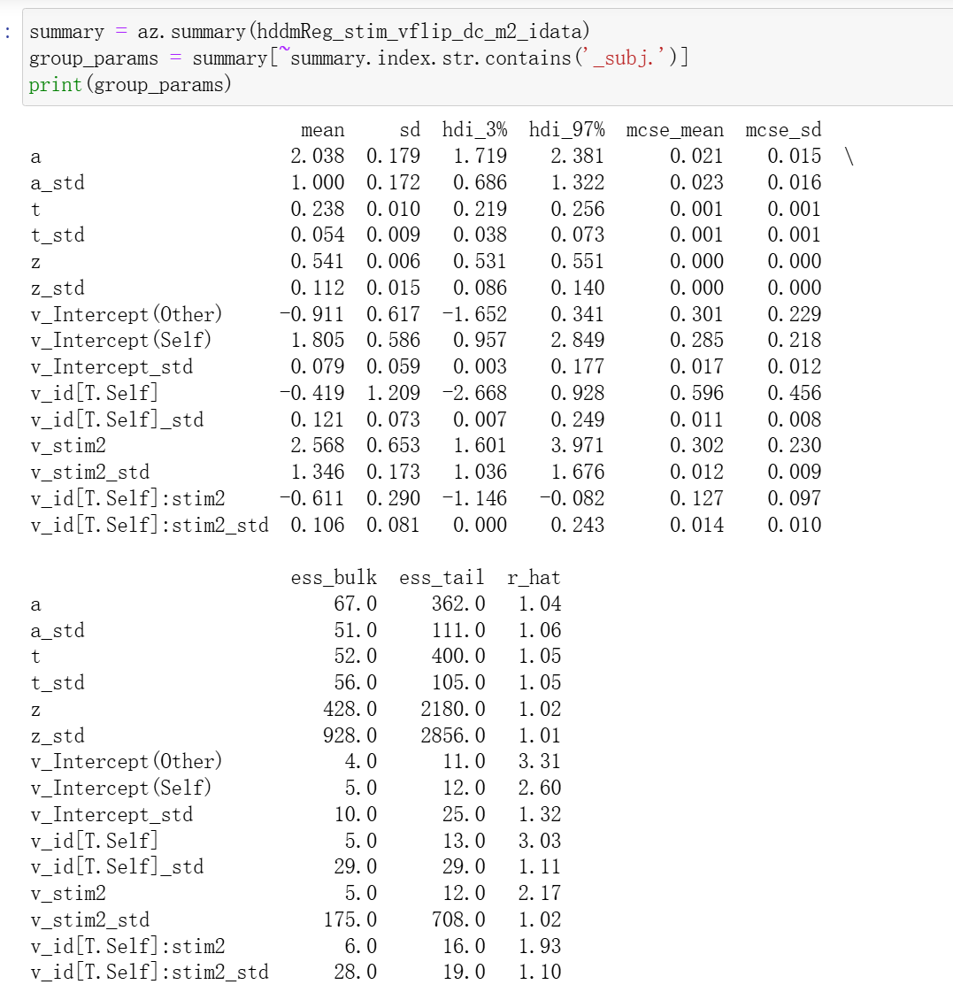 : summary = az.summary(hddmReg_stim_vflip_dc_m2_idata)
group_params = summary[~summary.index.str.contains('_subj.')]
print(group_params)
mean sd hdi_3% hdi_97% mcse_mean mcse_sd
a 2.038 0.179 1.719 2.381 0.021 0.015 \
a_std 1.000 0.172 0.686 1.322 0.023 0.016
t 0.238 0.010 0.219 0.256 0.001 0.001
t_std 0.054 0.009 0.038 0.073 0.001 0.001
z 0.541 0.006 0.531 0.551 0.000 0.000
z_std 0.112 0.015 0.086 0.140 0.000 0.000
v_Intercept(Other) -0.911 0.617 -1.652 0.341 0.301 0.229
v_Intercept(Self) 1.805 0.586 0.957 2.849 0.285 0.218
v_Intercept_std 0.079 0.059 0.003 0.177 0.017 0.012
v_id[T.Self] -0.419 1.209 -2.668 0.928 0.596 0.456
v_id[T.Self]_std 0.121 0.073 0.007 0.249 0.011 0.008
v_stim2 2.568 0.653 1.601 3.971 0.302 0.230
v_stim2_std 1.346 0.173 1.036 1.676 0.012 0.009
v_id[T.Self]:stim2 -0.611 0.290 -1.146 -0.082 0.127 0.097
v_id[T.Self]:stim2_std 0.106 0.081 0.000 0.243 0.014 0.010
ess_bulk ess_tail r_hat
a 67.0 362.0 1.04
a_std 51.0 111.0 1.06
t 52.0 400.0 1.05
t_std 56.0 105.0 1.05
z 428.0 2180.0 1.02
z_std 928.0 2856.0 1.01
v_Intercept(Other) 4.0 11.0 3.31
v_Intercept(Self) 5.0 12.0 2.60
v_Intercept_std 10.0 25.0 1.32
v_id[T.Self] 5.0 13.0 3.03
v_id[T.Self]_std 29.0 29.0 1.11
v_stim2 5.0 12.0 2.17
v_stim2_std 175.0 708.0 1.02
v_id[T.Self]:stim2 6.0 16.0 1.93
v_id[T.Self]:stim2_std 28.0 19.0 1.10